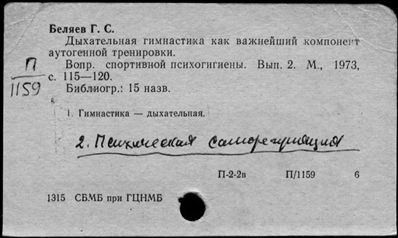 Беляев Г. С.
Дыхательная гимнастика как важнейший компонент
аутогенной тренировки.
П
1159
Вопр. спортивной психогигиены. Вып. 2. М., 1973,
с. 115—120.
Библиогр.: 15 назв.
1. Гимнастика — дыхательная.
2. Психическая саморегуляция
П-2-2в П/1159 6
1315 СБМБ при ГЦНМБ